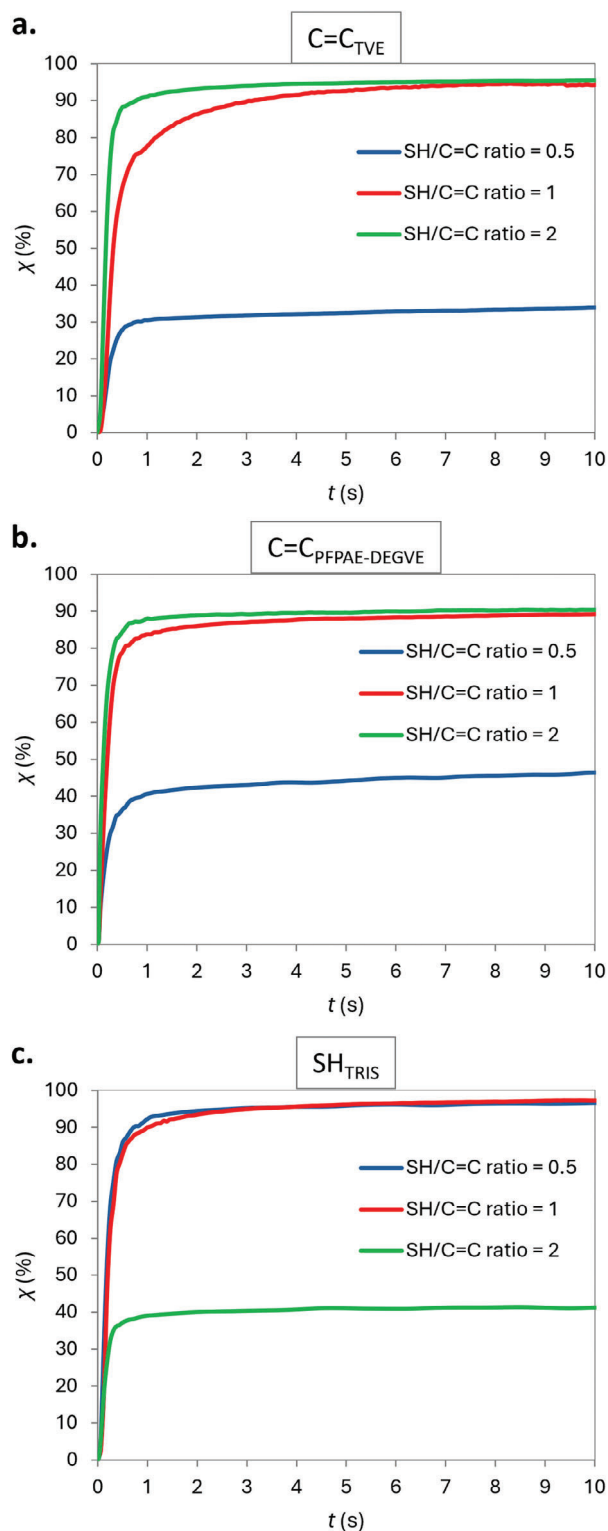 a.
C=C_TVE
100
90
80
70
60
50
40
30
20
10
0
χ (%)
SH/C=C ratio = 0.5
SH/C=C ratio = 1
SH/C=C ratio = 2
0 1 2 3 4 5 6 7 8 9 10
t (s)
b.
C=C_PFPAE-DEGVE
100
90
80
70
60
50
40
30
20
10
0
χ (%)
SH/C=C ratio = 0.5
SH/C=C ratio = 1
SH/C=C ratio = 2
0 1 2 3 4 5 6 7 8 9 10
t (s)
c.
SH_TRIS
100
90
80
70
60
50
40
30
20
10
0
χ (%)
SH/C=C ratio = 0.5
SH/C=C ratio = 1
SH/C=C ratio = 2
0 1 2 3 4 5 6 7 8 9 10
t (s)